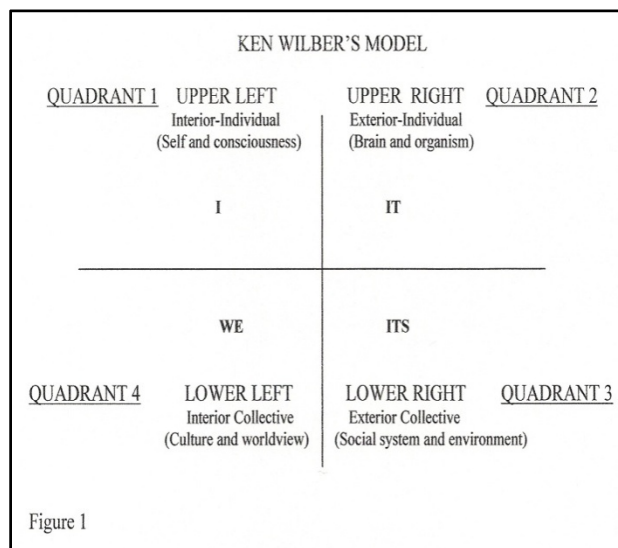 KEN WILBER'S MODEL
QUADRANT 1 UPPER LEFT UPPER RIGHT QUADRANT 2
Interior-Individual Exterior-Individual
(Self and consciousness) (Brain and organism)
I IT
WE ITS
QUADRANT 4 LOWER LEFT LOWER RIGHT QUADRANT 3
Interior Collective Exterior Collective
(Culture and worldview) (Social system and environment)
Figure 1